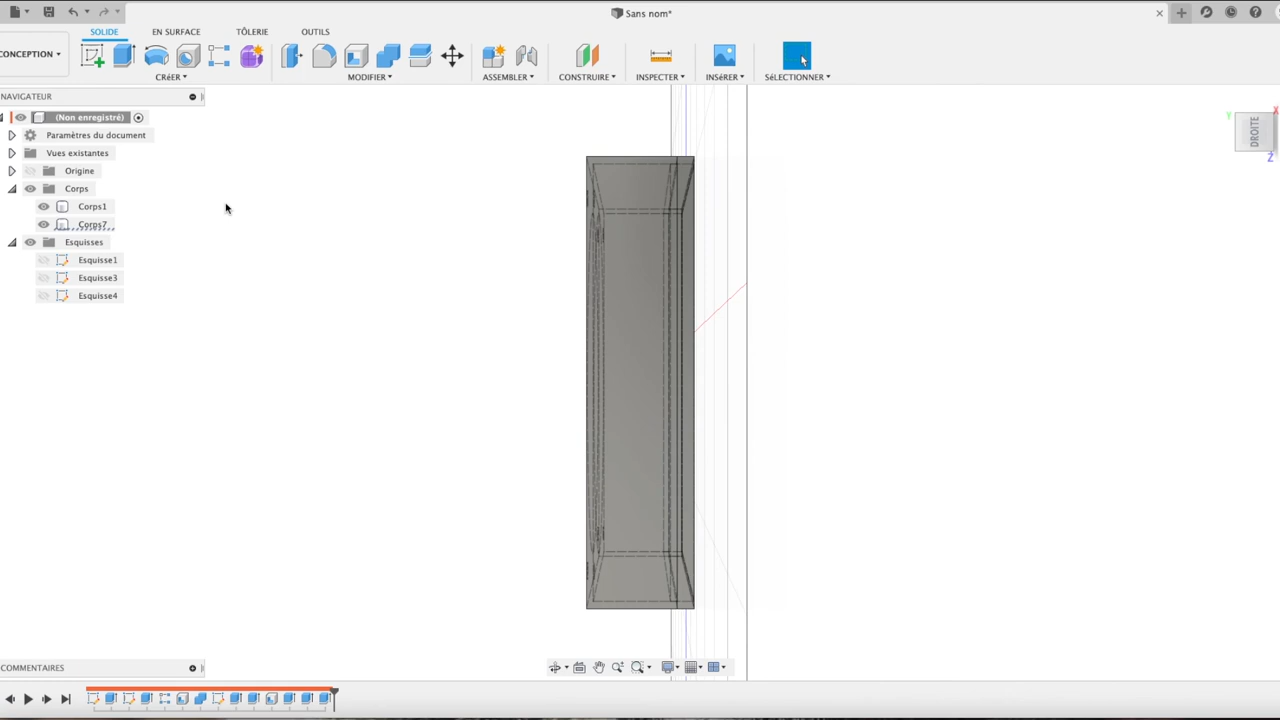 Sans nom*
SOLIDE EN SURFACE TÔLERIE OUTILS
CONCEPTION
CRÉER MODIFIER ASSEMBLER CONSTRUIRE INSPECTER INSÉRER SÉLECTIONNER
NAVIGATEUR
(Non enregistré)
Paramètres du document
Vues existantes
Origine
Corps
Corps1
Corps7
Esquisses
Esquisse1
Esquisse3
Esquisse4
X
Y
DROITE
Z
COMMENTAIRES